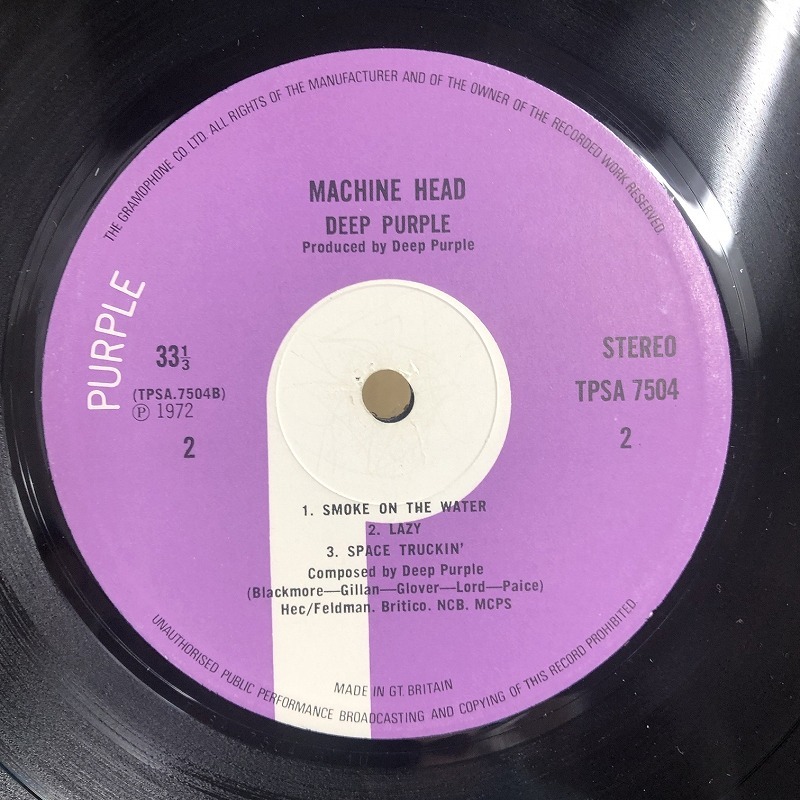 THE GRAMOPHONE CO. LTD. ALL RIGHTS OF THE MANUFACTURER AND OF THE OWNER OF THE RECORDED WORK RESERVED
MACHINE HEAD
DEEP PURPLE
Produced by Deep Purple
PURPLE
33⅓
(TPSA.7504B)
Ⓟ 1972
2
STEREO
TPSA 7504
2
1. SMOKE ON THE WATER
2. LAZY
3. SPACE TRUCKIN'
Composed by Deep Purple
(Blackmore—Gillan—Glover—Lord—Paice)
Hec/Feldman. Britico. NCB. MCPS
MADE IN GT. BRITAIN
UNAUTHORISED PUBLIC PERFORMANCE BROADCASTING AND COPYING OF THIS RECORD PROHIBITED